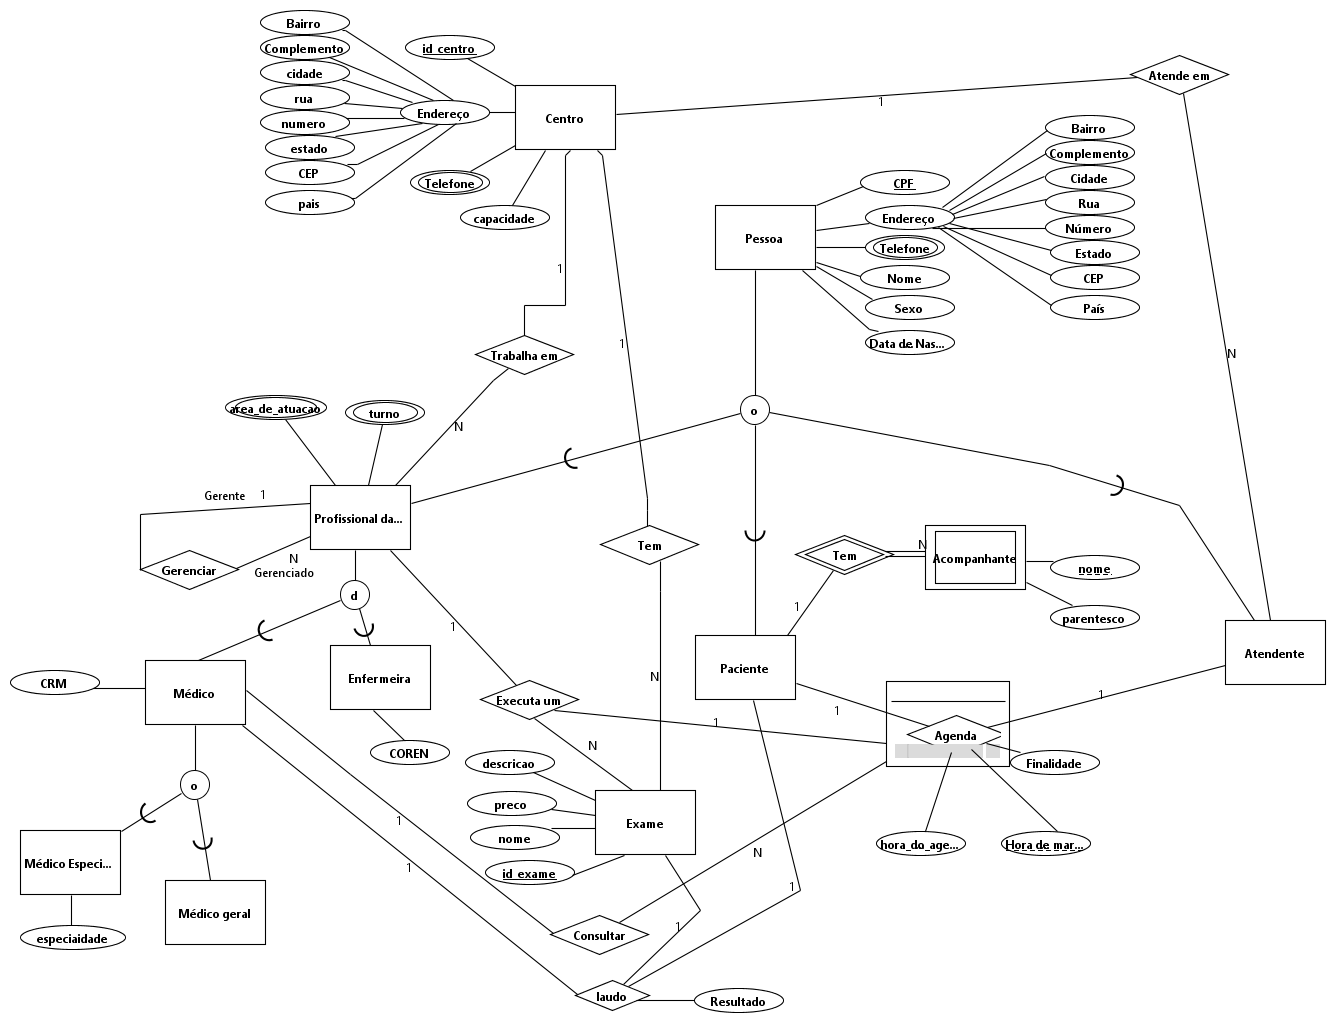 Bairro
Complemento
cidade
rua
numero
estado
CEP
pais
Endereço
id_centro
Centro
Telefone
capacidade
1
Atende em
Bairro
Complemento
Cidade
Rua
Número
Estado
CEP
País
CPF
Endereço
Telefone
Nome
Sexo
Data de Nas...
Pessoa
1
1
N
Trabalha em
N
o
area_de_atuacao
turno
Gerente
1
Profissional da...
N
Gerenciado
Gerenciar
Tem
Tem
N
Acompanhante
nome
parentesco
1
d
1
CRM
Médico
Enfermeira
COREN
Executa um
N
Paciente
Atendente
1
1
1
Agenda
Finalidade
N
descricao
preco
nome
id_exame
Exame
o
Médico Especi...
Médico geral
especiaidade
1
1
N
hora_do_age...
Hora de mar...
1
1
Consultar
laudo
Resultado